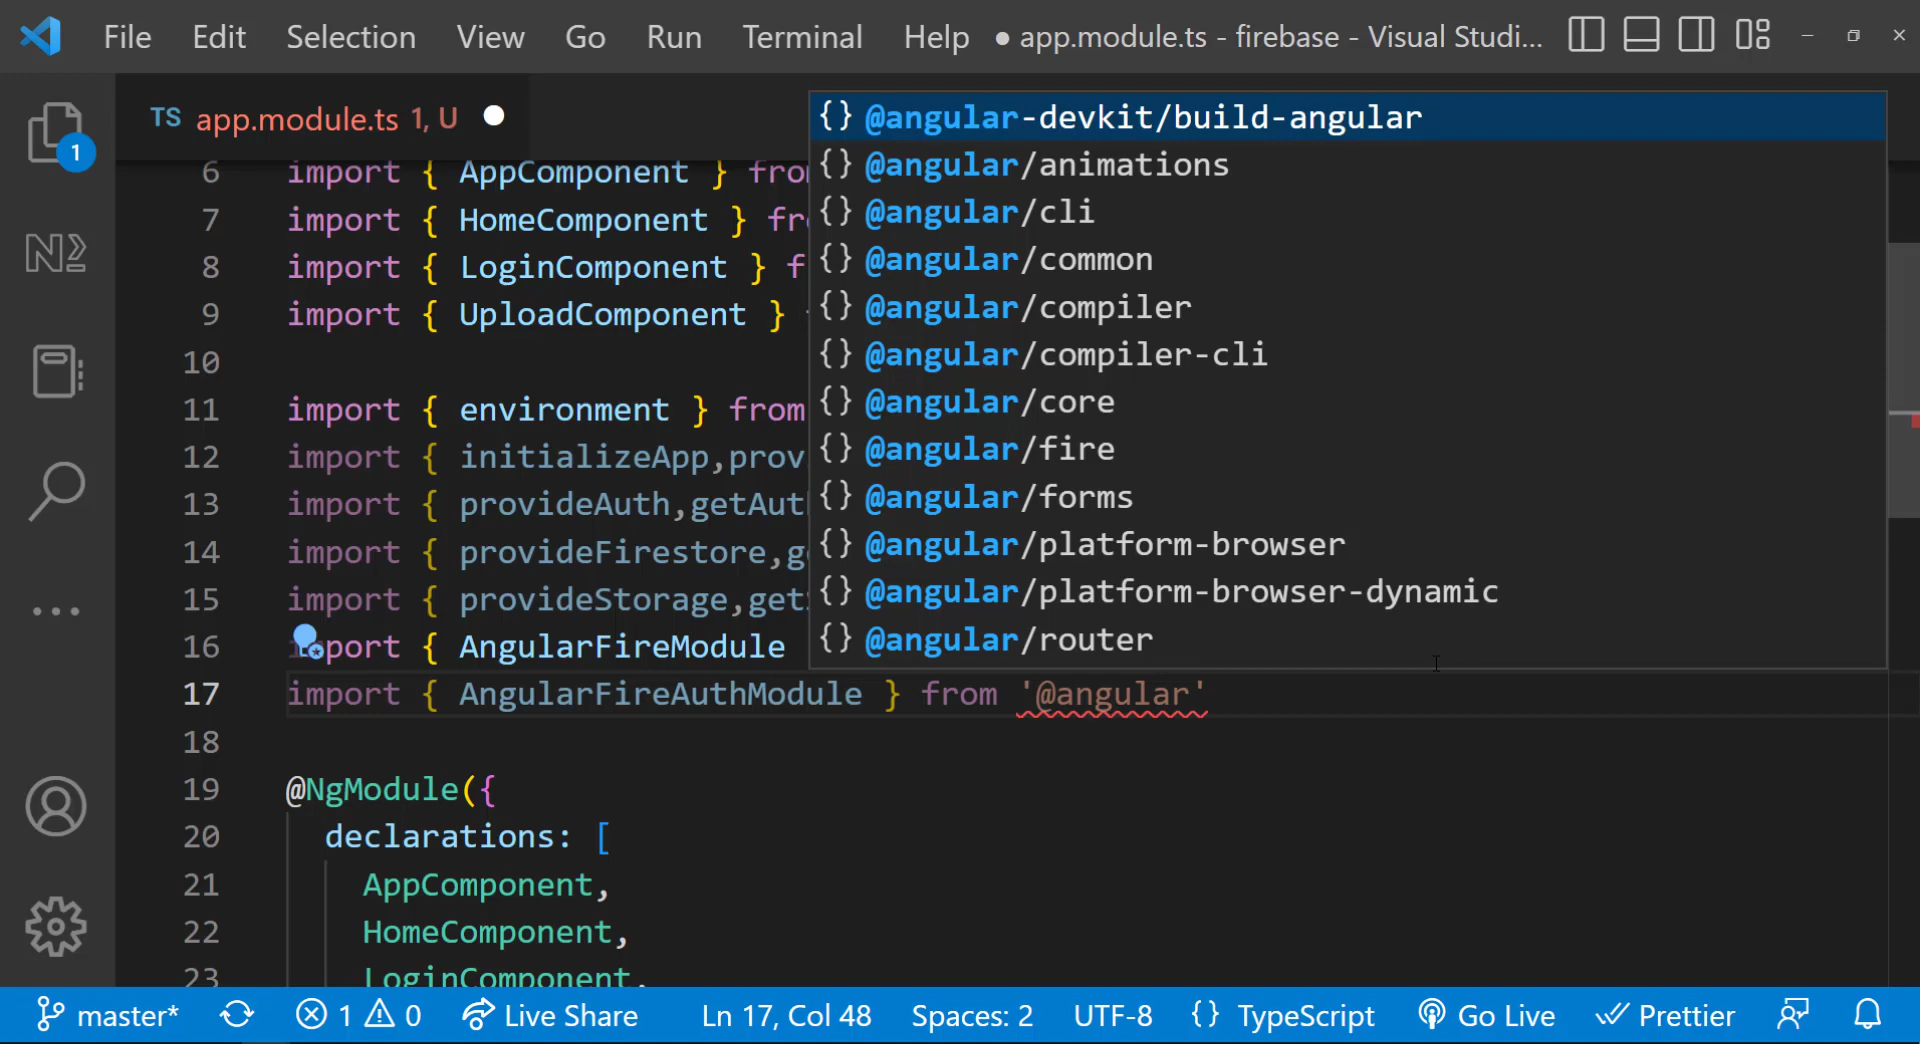 File Edit Selection View Go Run Terminal Help ● app.module.ts - firebase - Visual Studi...
1
TS app.module.ts 1, U ●
6 import { AppComponent } from
7 import { HomeComponent } fr
8 import { LoginComponent } f
9 import { UploadComponent }
10
11 import { environment } from
12 import { initializeApp,prov
13 import { provideAuth,getAut
14 import { provideFirestore,g
15 import { provideStorage,get
16 import { AngularFireModule
17 import { AngularFireAuthModule } from '@angular'
18
19 @NgModule({
20 declarations: [
21 AppComponent,
22 HomeComponent,
23 LoginComponent,
{} @angular-devkit/build-angular
{} @angular/animations
{} @angular/cli
{} @angular/common
{} @angular/compiler
{} @angular/compiler-cli
{} @angular/core
{} @angular/fire
{} @angular/forms
{} @angular/platform-browser
{} @angular/platform-browser-dynamic
{} @angular/router
master* 1 0 Live Share Ln 17, Col 48 Spaces: 2 UTF-8 {} TypeScript Go Live Prettier